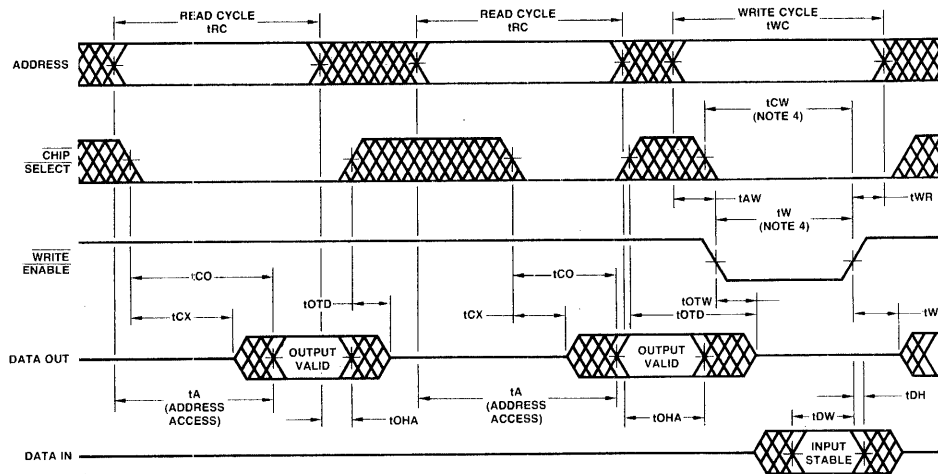 READ CYCLE
tRC
READ CYCLE
tRC
WRITE CYCLE
tWC
ADDRESS
tCW
(NOTE 4)
CHIP
SELECT
tAW
tW
(NOTE 4)
tWR
WRITE
ENABLE
tCO
tCO
tOTD
tCX
tCX
tOTW
tOTD
tW
DATA OUT
OUTPUT
VALID
OUTPUT
VALID
tA
(ADDRESS
ACCESS)
tOHA
tA
(ADDRESS
ACCESS)
tOHA
tDW
tDH
DATA IN
INPUT
STABLE